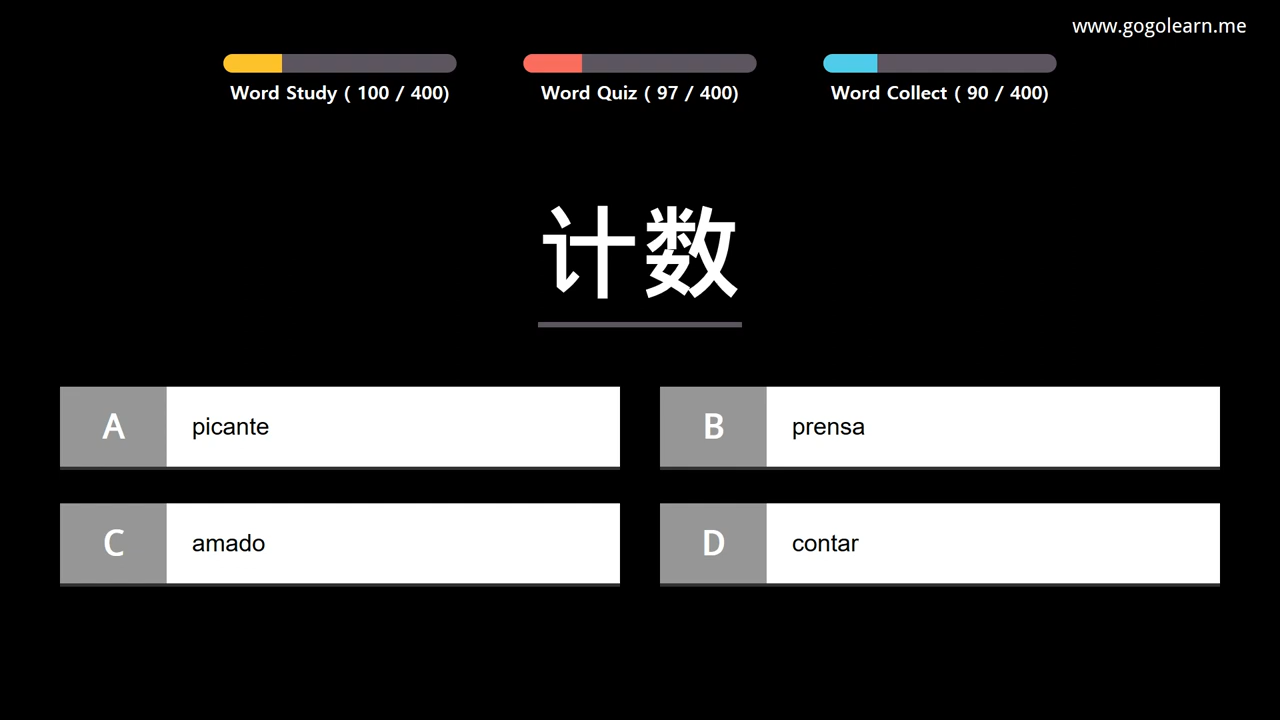 www.gogolearn.me
Word Study ( 100 / 400)
Word Quiz ( 97 / 400)
Word Collect ( 90 / 400)
计数
A picante
B prensa
C amado
D contar